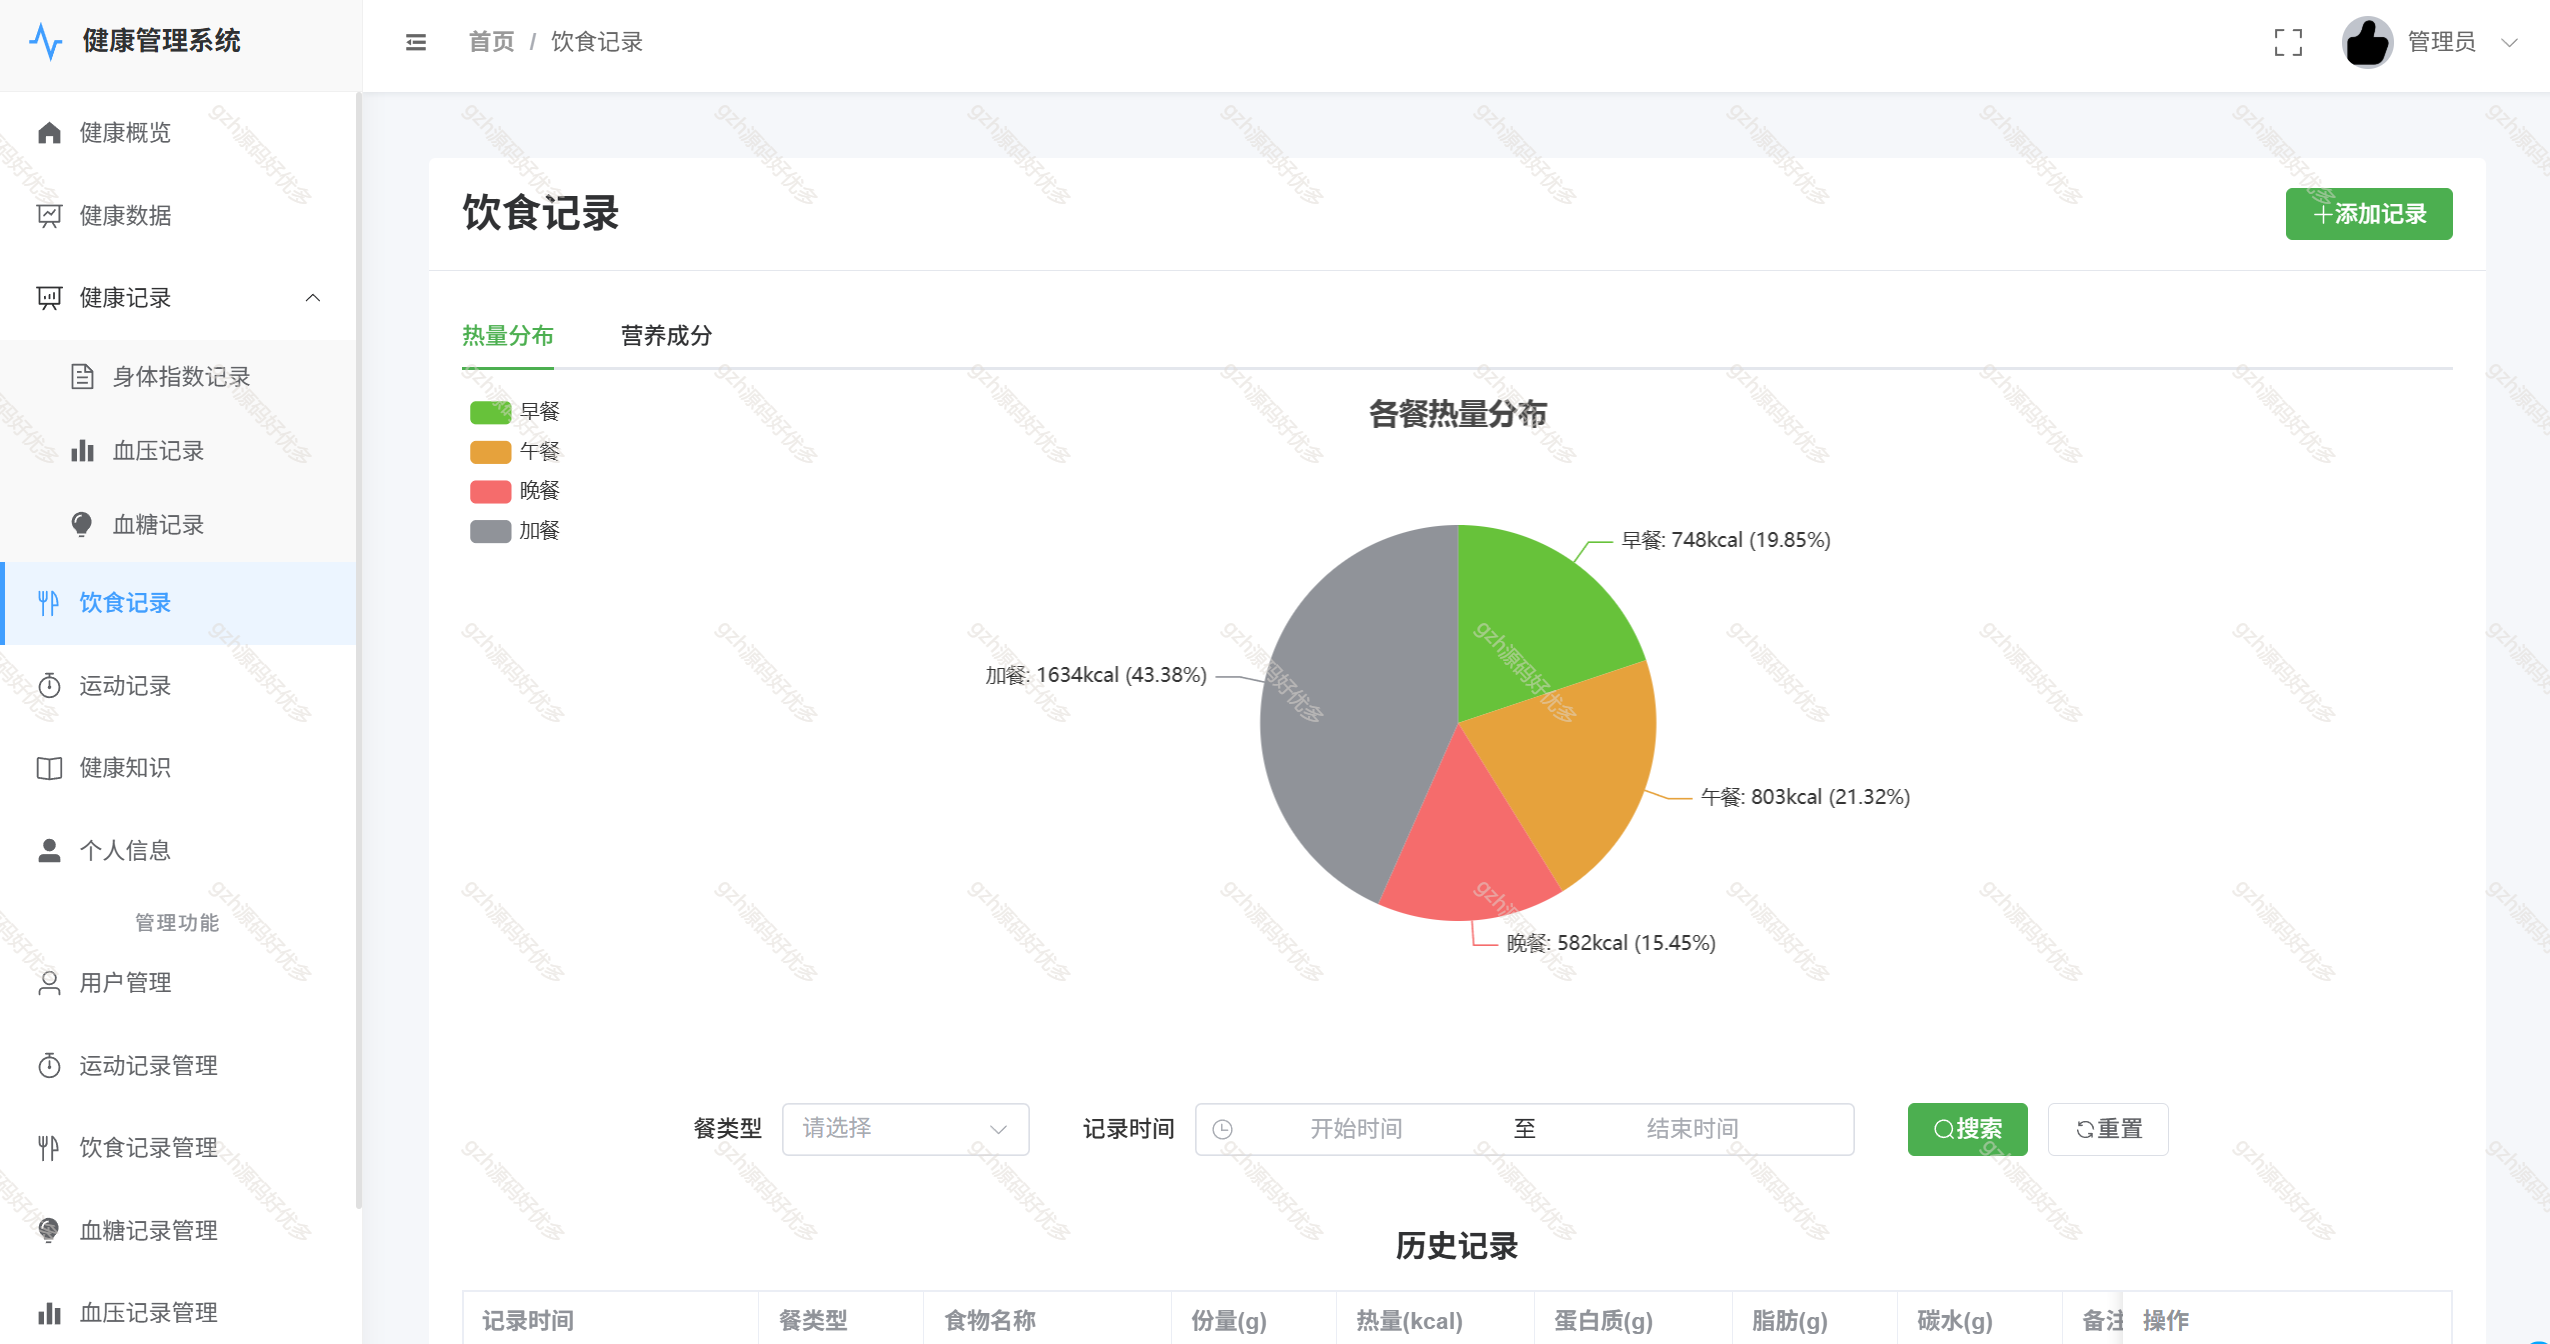 健康管理系统
首页 / 饮食记录
管理员
健康概览
健康数据
健康记录
身体指数记录
血压记录
血糖记录
饮食记录
运动记录
健康知识
个人信息
管理功能
用户管理
运动记录管理
饮食记录管理
血糖记录管理
血压记录管理
饮食记录
添加记录
热量分布
营养成分
早餐
午餐
晚餐
加餐
各餐热量分布
早餐: 748kcal (19.85%)
加餐: 1634kcal (43.38%)
午餐: 803kcal (21.32%)
晚餐: 582kcal (15.45%)
餐类型 请选择 记录时间 开始时间 至 结束时间 搜索 重置
历史记录
记录时间 餐类型 食物名称 份量(g) 热量(kcal) 蛋白质(g) 脂肪(g) 碳水(g) 备注 操作
gzh源码好优多